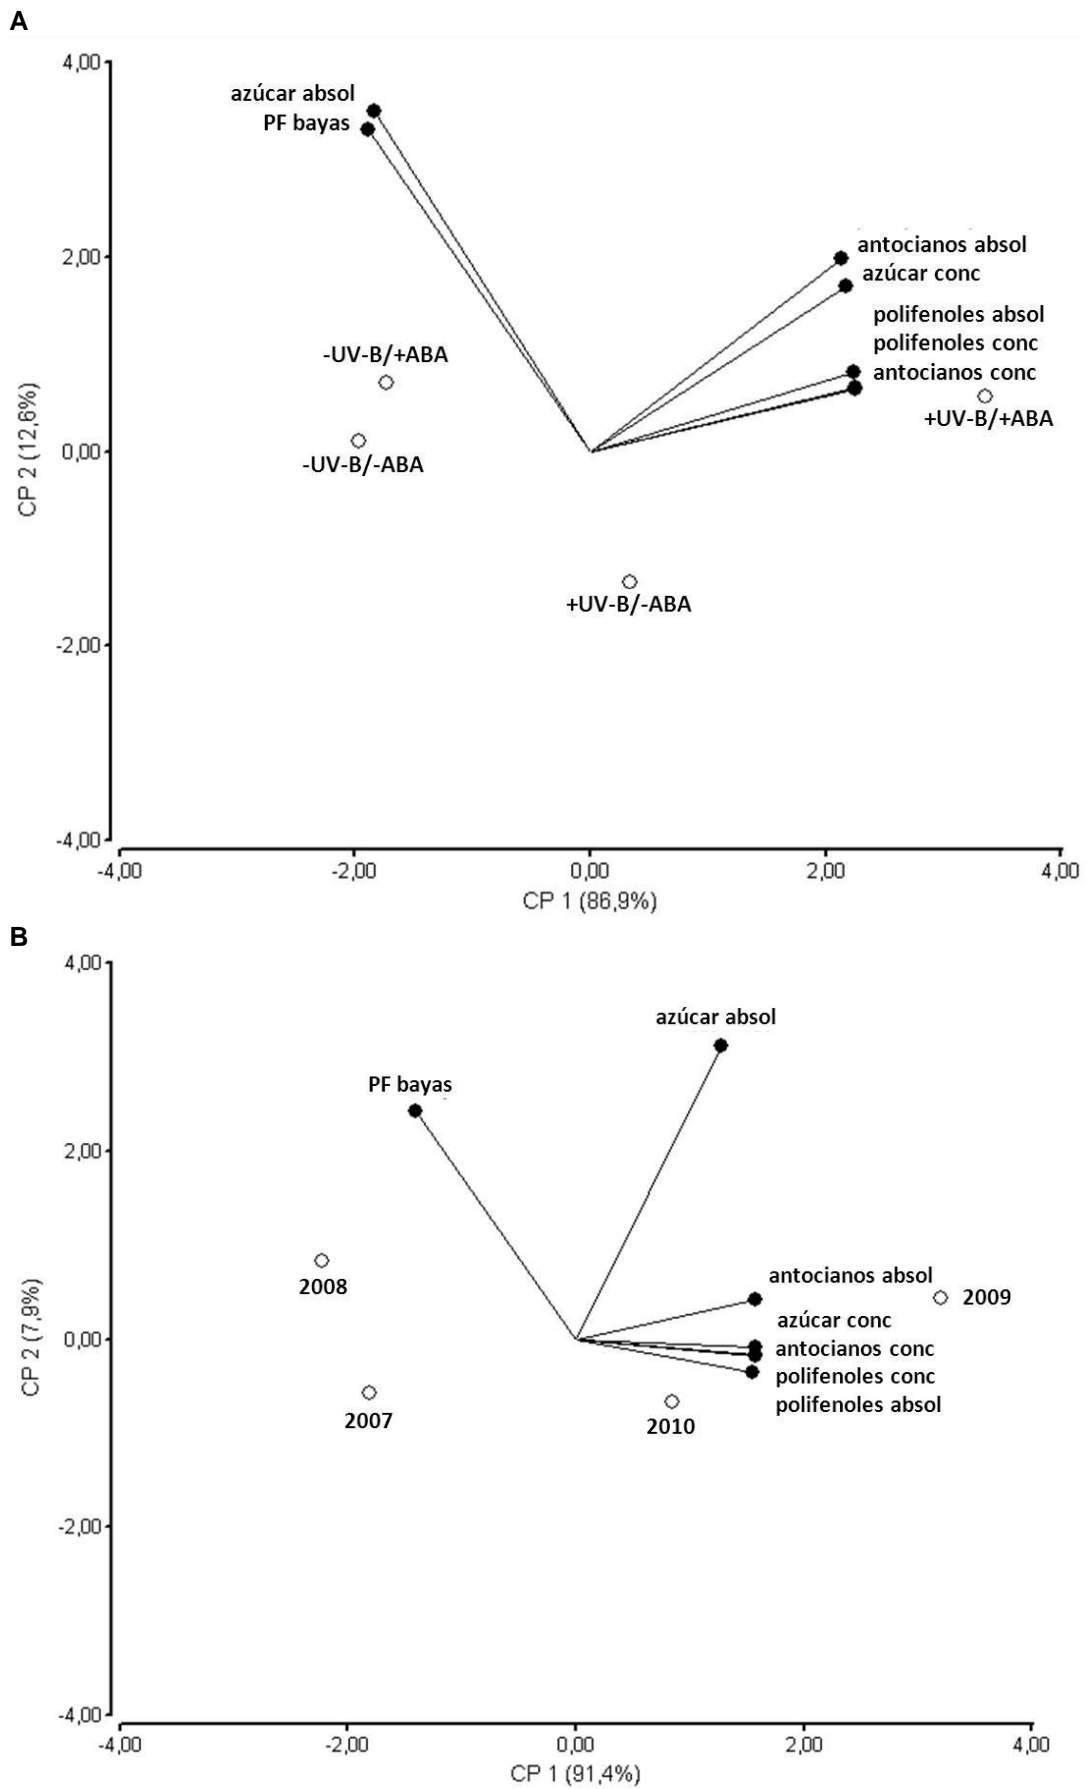 A
4,00
azúcar absol
PF bayas
antocianos absol
2,00
azúcar conc
polifenoles absol
polifenoles conc
-UV-B/+ABA
antocianos conc
+UV-B/+ABA
CP 2 (12,6%)
0,00
-UV-B/-ABA
+UV-B/-ABA
-2,00
-4,00
-4,00 -2,00 0,00 2,00 4,00
CP 1 (86,9%)
B
4,00
azúcar absol
PF bayas
2,00
antocianos absol
2008
2009
azúcar conc
CP 2 (7,9%)
0,00
antocianos conc
polifenoles conc
polifenoles absol
2007
2010
-2,00
-4,00
-4,00 -2,00 0,00 2,00 4,00
CP 1 (91,4%)